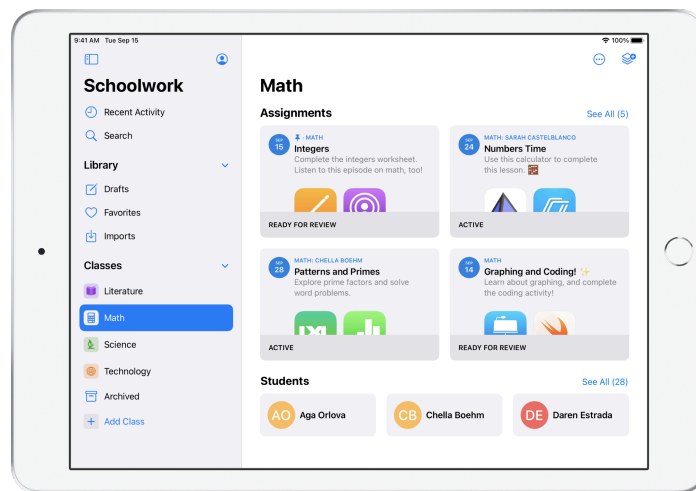 9:41 AM Tue Sep 15
100%
Schoolwork
Recent Activity
Search
Library
Drafts
Favorites
Imports
Classes
Literature
Math
Science
Technology
Archived
Add Class
Math
Assignments
See All (5)
SEP
15
· MATH
Integers
Complete the integers worksheet.
Listen to this episode on math, too!
READY FOR REVIEW
SEP
24
MATH: SARAH CASTELBLANCO
Numbers Time
Use this calculator to complete
this lesson. 🧮
ACTIVE
SEP
28
MATH: CHELLA BOEHM
Patterns and Primes
Explore prime factors and solve
word problems.
IXL
ACTIVE
SEP
14
MATH
Graphing and Coding! ✨
Learn about graphing, and complete
the coding activity!
READY FOR REVIEW
Students
See All (28)
AO
Aga Orlova
CB
Chella Boehm
DE
Daren Estrada